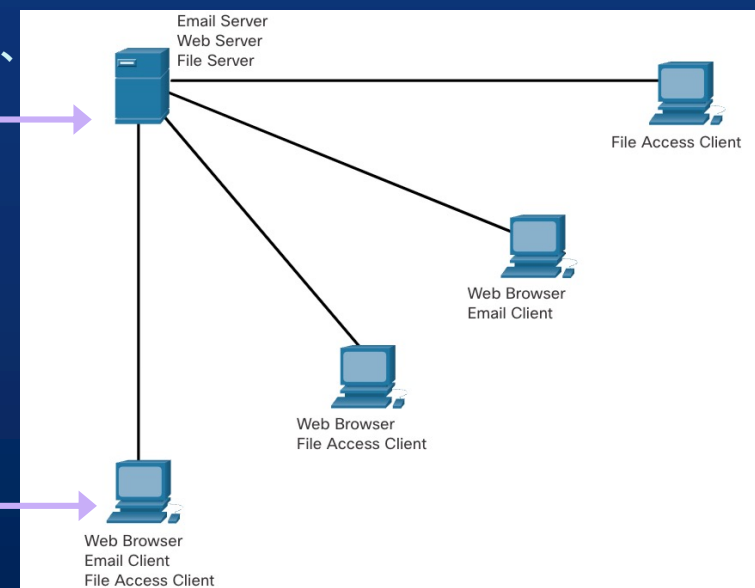 Email Server
Web Server
File Server
File Access Client
Web Browser
Email Client
Web Browser
File Access Client
Web Browser
Email Client
File Access Client